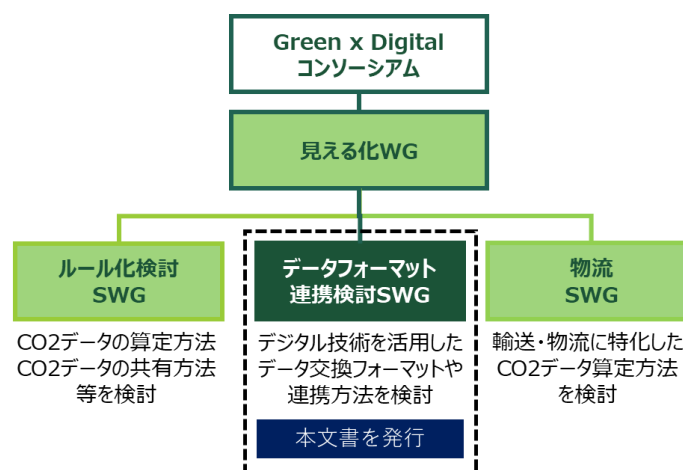 Green x Digital
コンソーシアム
見える化WG
ルール化検討
SWG
CO2データの算定方法
CO2データの共有方法
等を検討
データフォーマット
連携検討SWG
デジタル技術を活用した
データ交換フォーマットや
連携方法を検討
本文書を発行
物流
SWG
輸送・物流に特化した
CO2データ算定方法
を検討